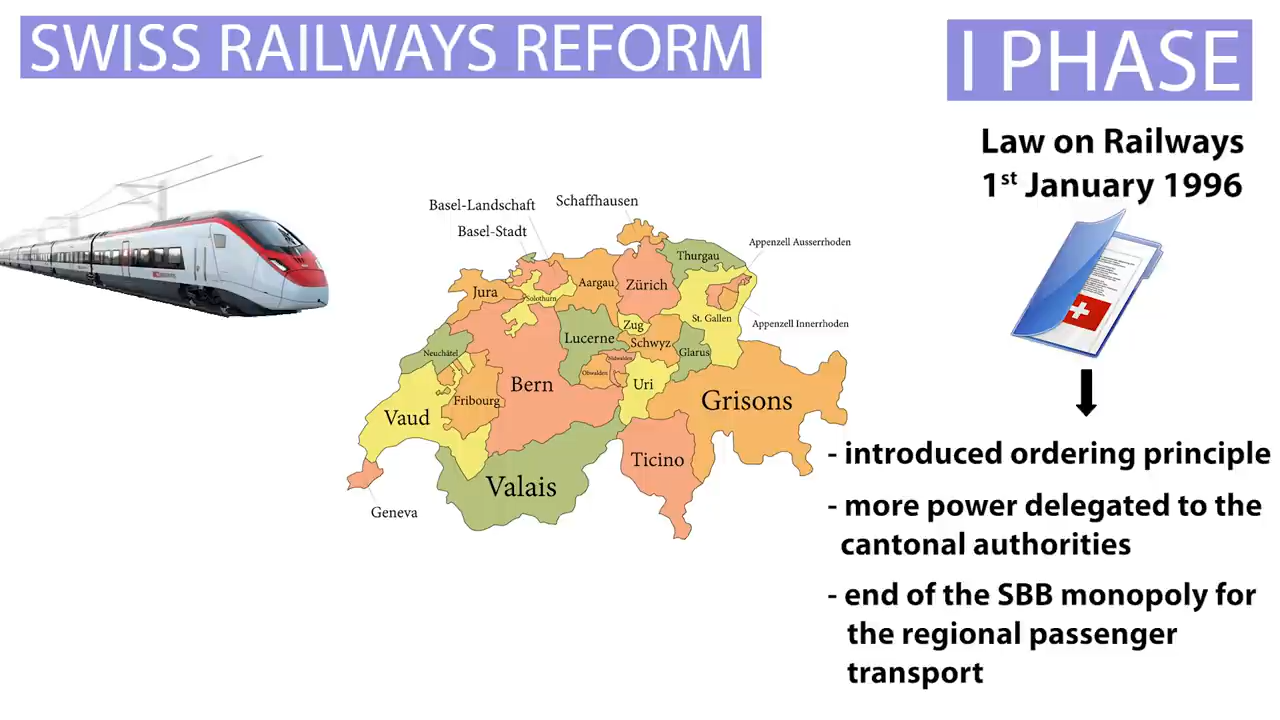 SWISS RAILWAYS REFORM
I PHASE
Law on Railways
1st January 1996
Schaffhausen
Basel-Landschaft
Basel-Stadt
Appenzell Ausserrhoden
Thurgau
Aargau
Zürich
Jura
Solothurn
St. Gallen
Appenzell Innerrhoden
Zug
Lucerne
Schwyz
Neuchâtel
Glarus
Nidwalden
Obwalden
Uri
Bern
Fribourg
Grisons
Vaud
Ticino
Valais
Geneva
- introduced ordering principle
- more power delegated to the
cantonal authorities
- end of the SBB monopoly for
the regional passenger
transport